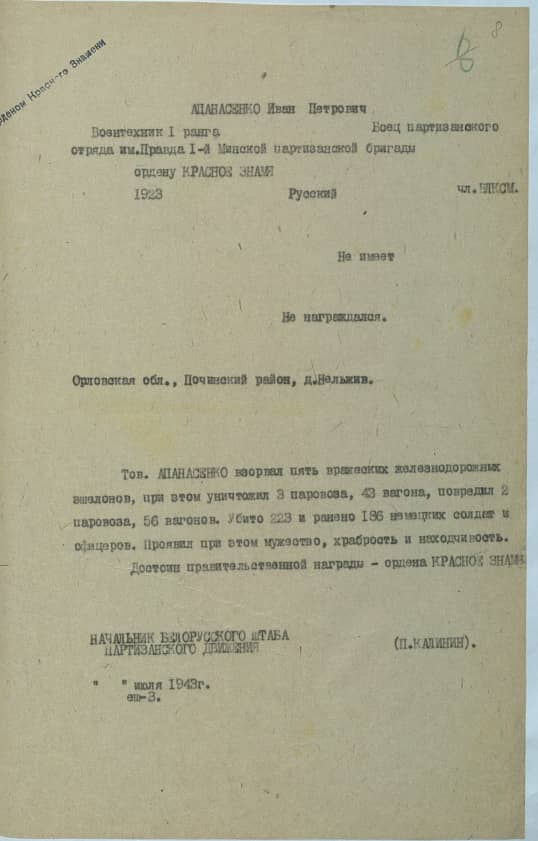 8
6
орденом Красного Знамени
АПАНАСЕНКО Иван Петрович
Воентехник I ранга Боец партизанского
отряда им.Правда I-й Минской партизанской бригады
ордену КРАСНОЕ ЗНАМЯ
1923 Русский чл.ВЛКСМ.
Не имеет
Не награждался.
Орловская обл., Починский район, д.Нельжив.
Тов. АПАНАСЕНКО взорвал пять вражеских железнодорожных
эшелонов, при этом уничтожил 3 паровоза, 43 вагона, повредил 2
паровоза, 56 вагонов. Убито 223 и ранено 186 немецких солдат и
офицеров. Проявил при этом мужество, храбрость и находчивость.
Достоин правительственной награды - ордена КРАСНОЕ ЗНАМЯ
НАЧАЛЬНИК БЕЛОРУССКОГО ШТАБА
ПАРТИЗАНСКОГО ДВИЖЕНИЯ (П.КАЛИНИН).
" " июля 1943г.
еш-3.